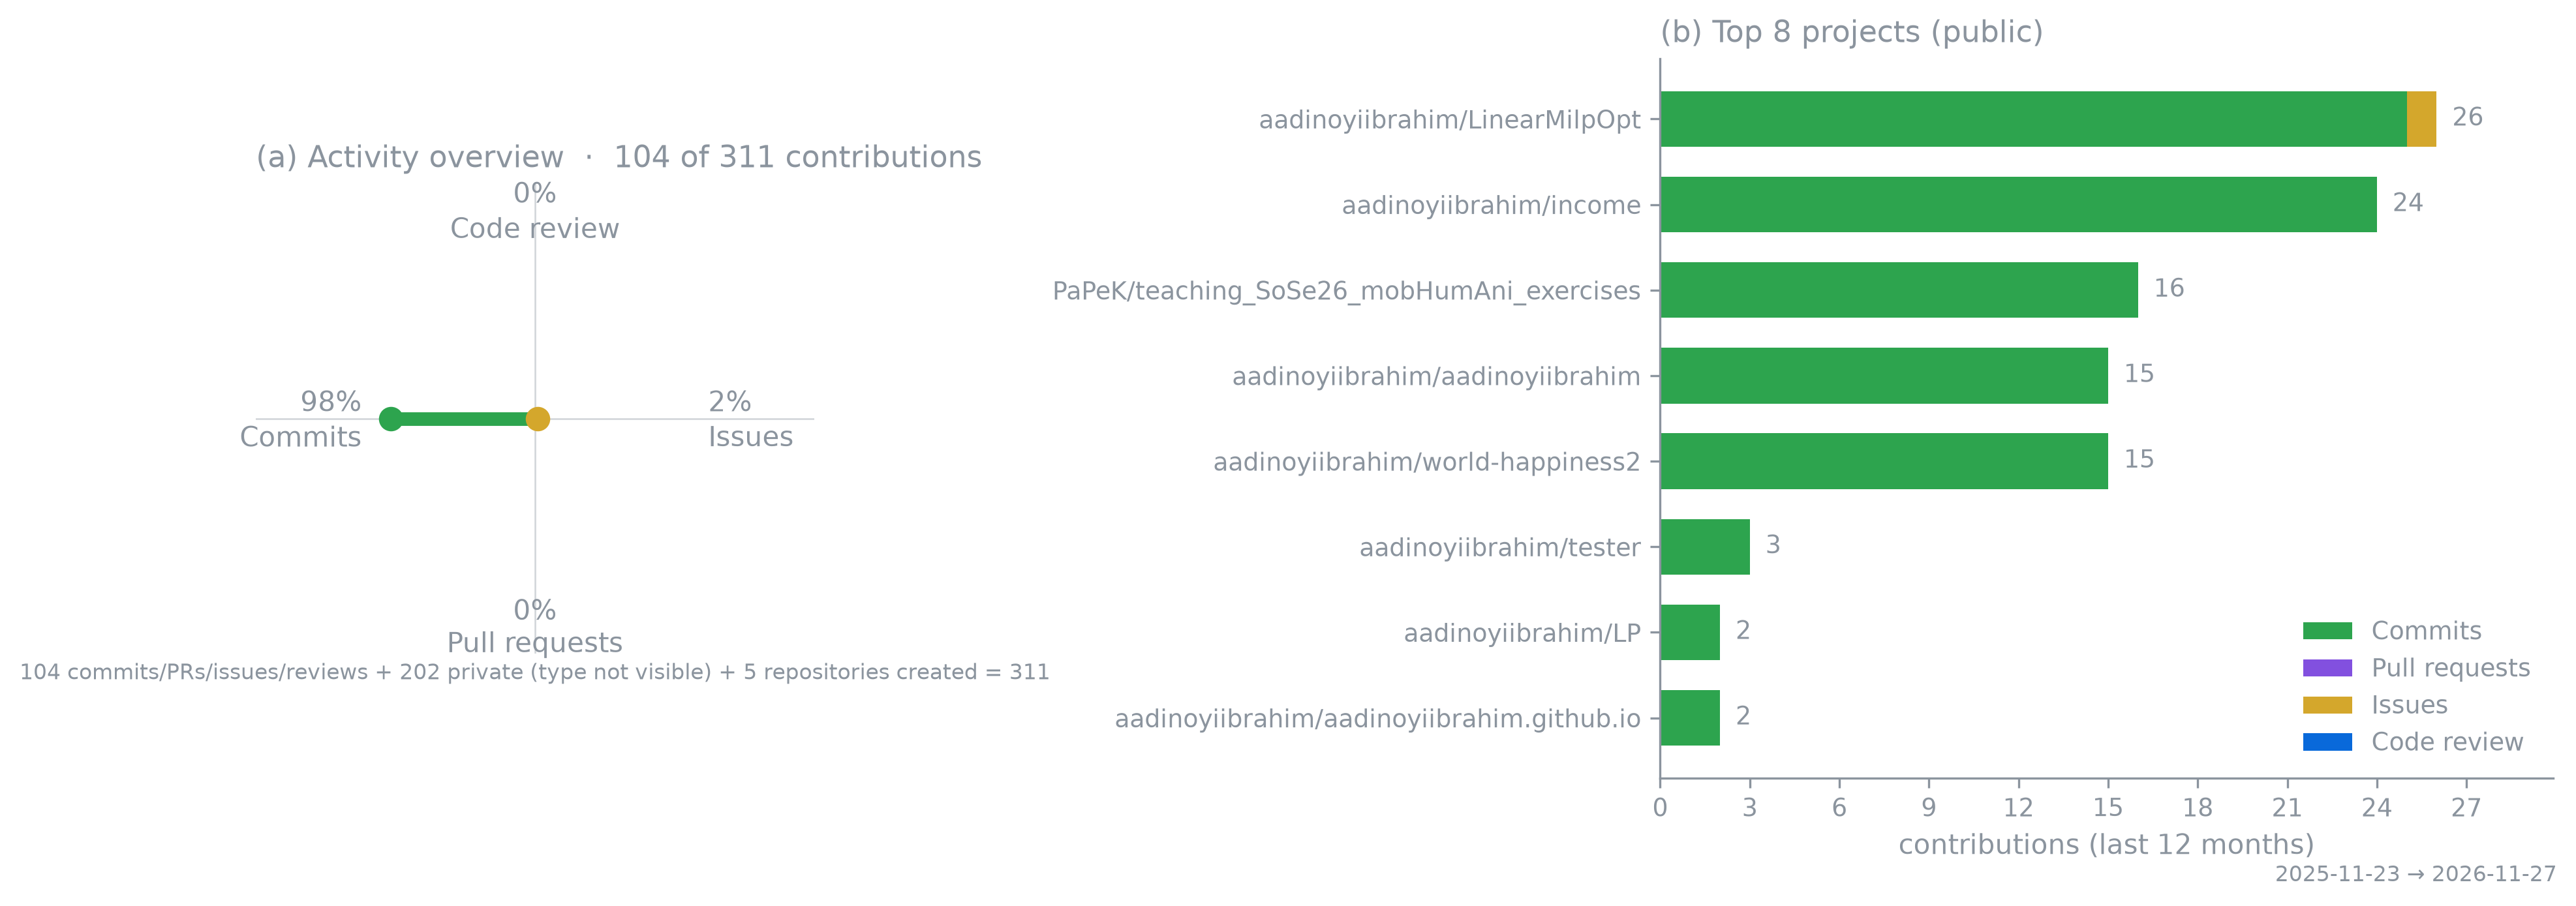 (a) Activity overview · 104 of 311 contributions
0%
Code review
98%
Commits
2%
Issues
0%
Pull requests
104 commits/PRs/issues/reviews + 202 private (type not visible) + 5 repositories created = 311
(b) Top 8 projects (public)
aadinoyiibrahim/LinearMilpOpt 26
aadinoyiibrahim/income 24
PaPeK/teaching_SoSe26_mobHumAni_exercises 16
aadinoyiibrahim/aadinoyiibrahim 15
aadinoyiibrahim/world-happiness2 15
aadinoyiibrahim/tester 3
aadinoyiibrahim/LP 2
aadinoyiibrahim/aadinoyiibrahim.github.io 2
Commits
Pull requests
Issues
Code review
0 3 6 9 12 15 18 21 24 27
contributions (last 12 months)
2025-11-23 → 2026-11-27